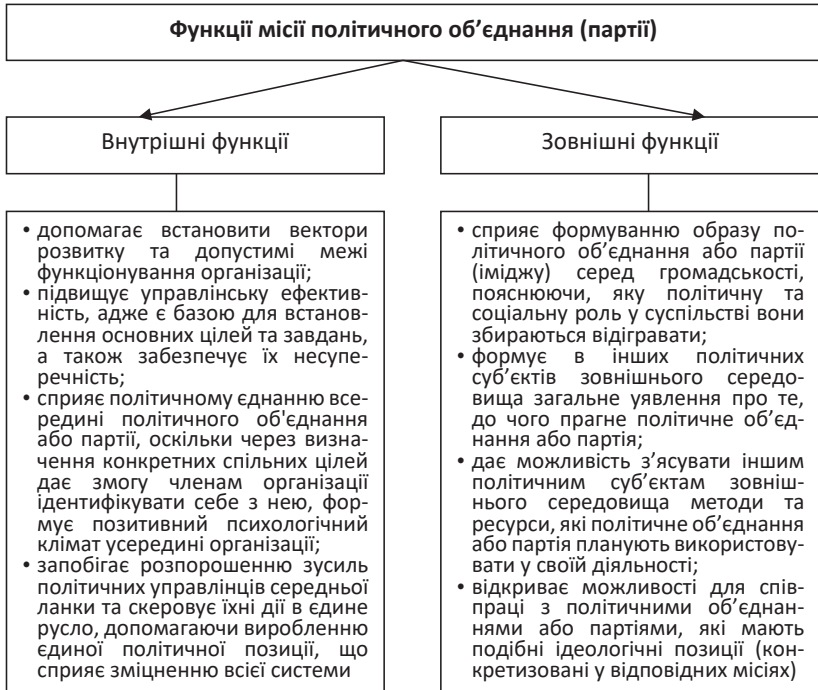 Функції місії політичного об’єднання (партії)
Внутрішні функції
• допомагає встановити вектори
розвитку та допустимі межі
функціонування організації;
• підвищує управлінську ефектив-
ність, адже є базою для встанов-
лення основних цілей та завдань,
а також забезпечує їх несупе-
речність;
• сприяє політичному єднанню все-
редині політичного об'єднання
або партії, оскільки через визна-
чення конкретних спільних цілей
дає змогу членам організації
ідентифікувати себе з нею, фор-
мує позитивний психологічний
клімат усередині організації;
• запобігає розпорошенню зусиль
політичних управлінців середньої
ланки та скеровує їхні дії в єдине
русло, допомагаючи виробленню
єдиної політичної позиції, що
сприяє зміцненню всієї системи
Зовнішні функції
• сприяє формуванню образу по-
літичного об’єднання або партії
(іміджу) серед громадськості,
пояснюючи, яку політичну та
соціальну роль у суспільстві вони
збираються відігравати;
• формує в інших політичних
суб’єктів зовнішнього середо-
вища загальне уявлення про те,
до чого прагне політичне об’єд-
нання або партія;
• дає можливість з’ясувати іншим
політичним суб’єктам зовніш-
нього середовища методи та
ресурси, які політичне об’єднання
або партія планують використову-
вати у своїй діяльності;
• відкриває можливості для спів-
праці з політичними об’єднан-
нями або партіями, які мають
подібні ідеологічні позиції (кон-
кретизовані у відповідних місіях)